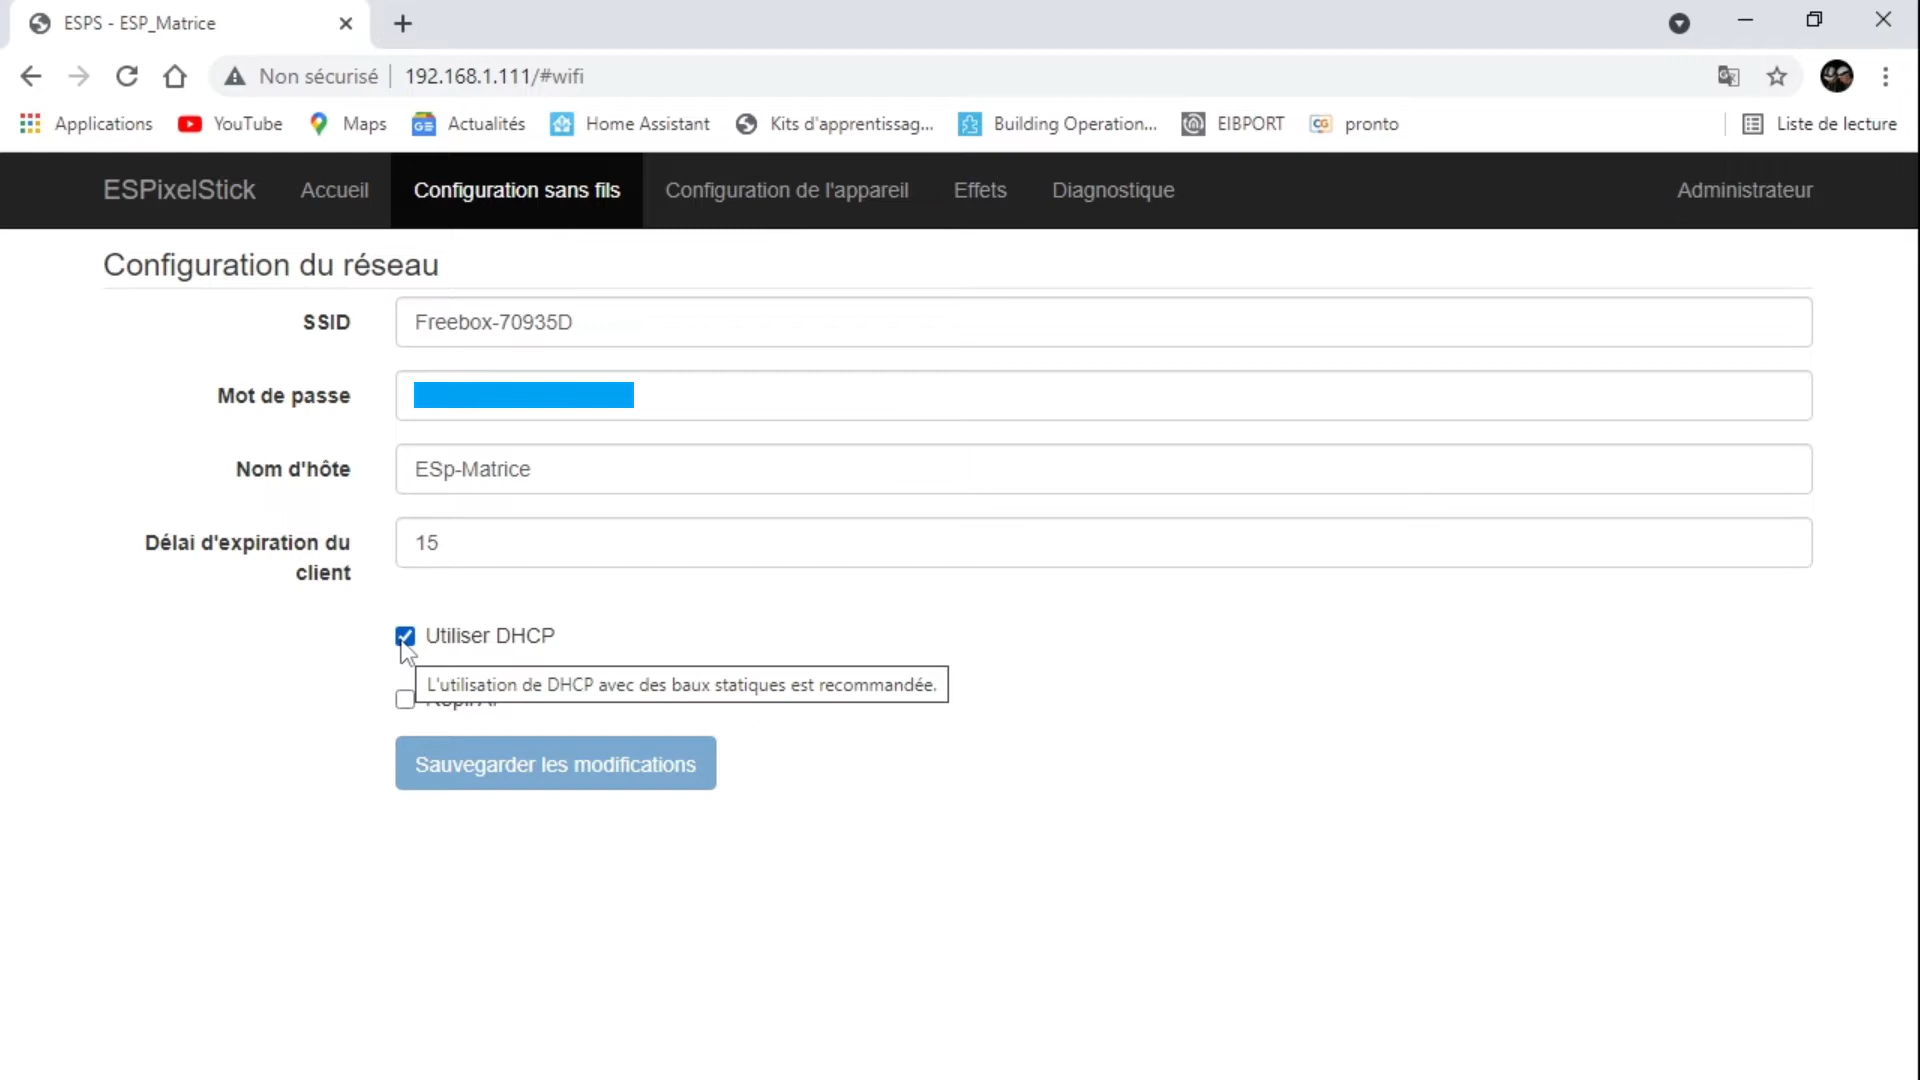 ESPS - ESP_Matrice
Non sécurisé 192.168.1.111/#wifi
Applications YouTube Maps Actualités Home Assistant Kits d'apprentissag... Building Operation... EIBPORT pronto Liste de lecture
ESPixelStick Accueil Configuration sans fils Configuration de l'appareil Effets Diagnostique Administrateur
Configuration du réseau
SSID Freebox-70935D
Mot de passe
Nom d'hôte ESp-Matrice
Délai d'expiration du
client
15
Utiliser DHCP
L'utilisation de DHCP avec des baux statiques est recommandée.
Sauvegarder les modifications